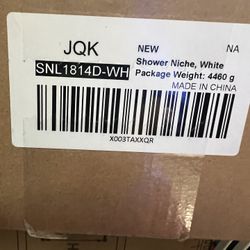 JQK NEW NA
SNL1814D-WH Shower Niche, White
Package Weight: 4460 g
MADE IN CHINA
X003TAXXQR